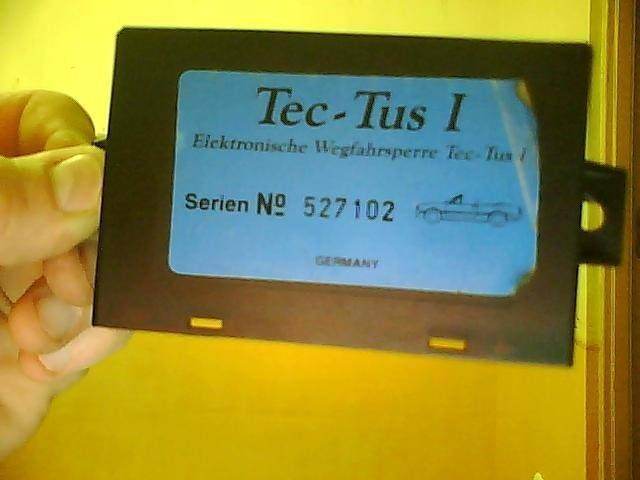 Tec-Tus I
Elektronische Wegfahrsperre Tec-Tus I
Serien Nº 527102
GERMANY